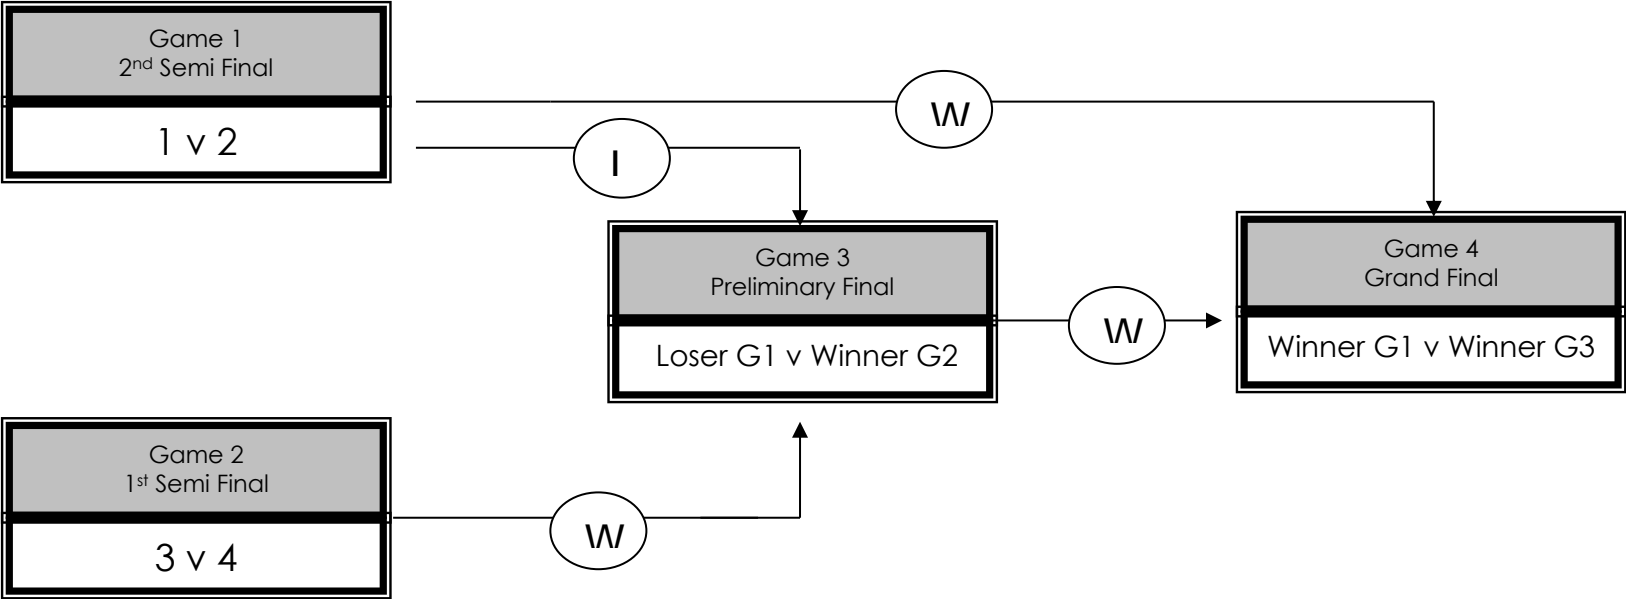 Game 1
2nd Semi Final
1 v 2
W
l
Game 3
Preliminary Final
Loser G1 v Winner G2
W
Game 4
Grand Final
Winner G1 v Winner G3
Game 2
1st Semi Final
3 v 4
W